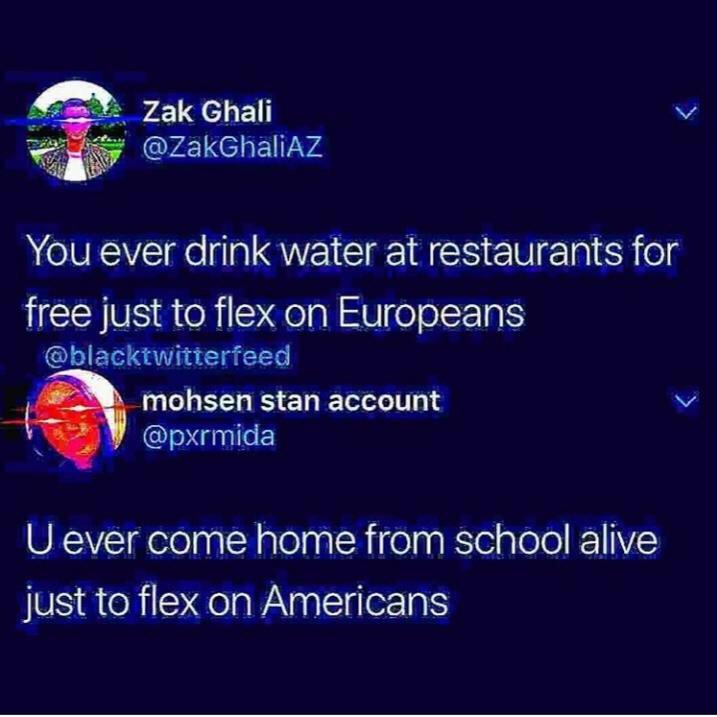 Zak Ghali
@ZakGhaliAZ
You ever drink water at restaurants for
free just to flex on Europeans
@blacktwitterfeed
mohsen stan account
@pxrmida
U ever come home from school alive
just to flex on Americans